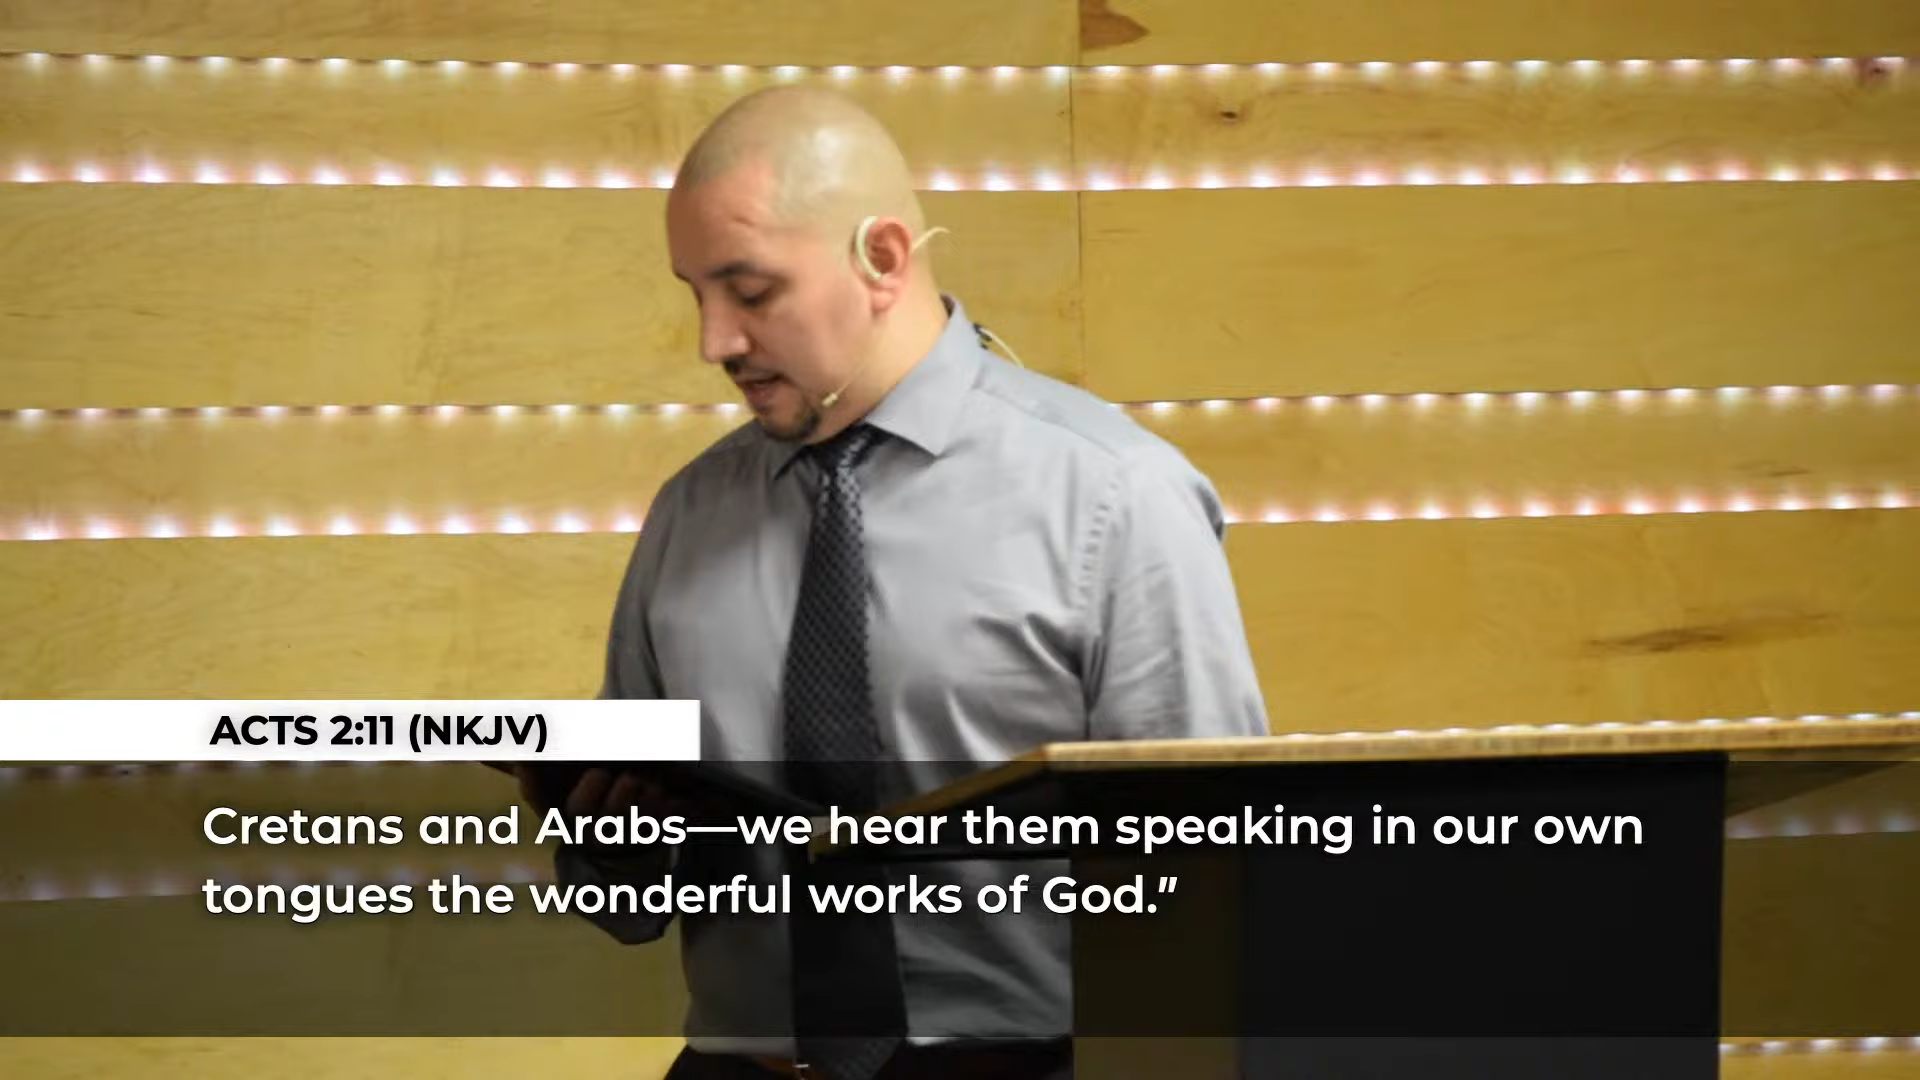 ACTS 2:11 (NKJV)
Cretans and Arabs—we hear them speaking in our own
tongues the wonderful works of God.”